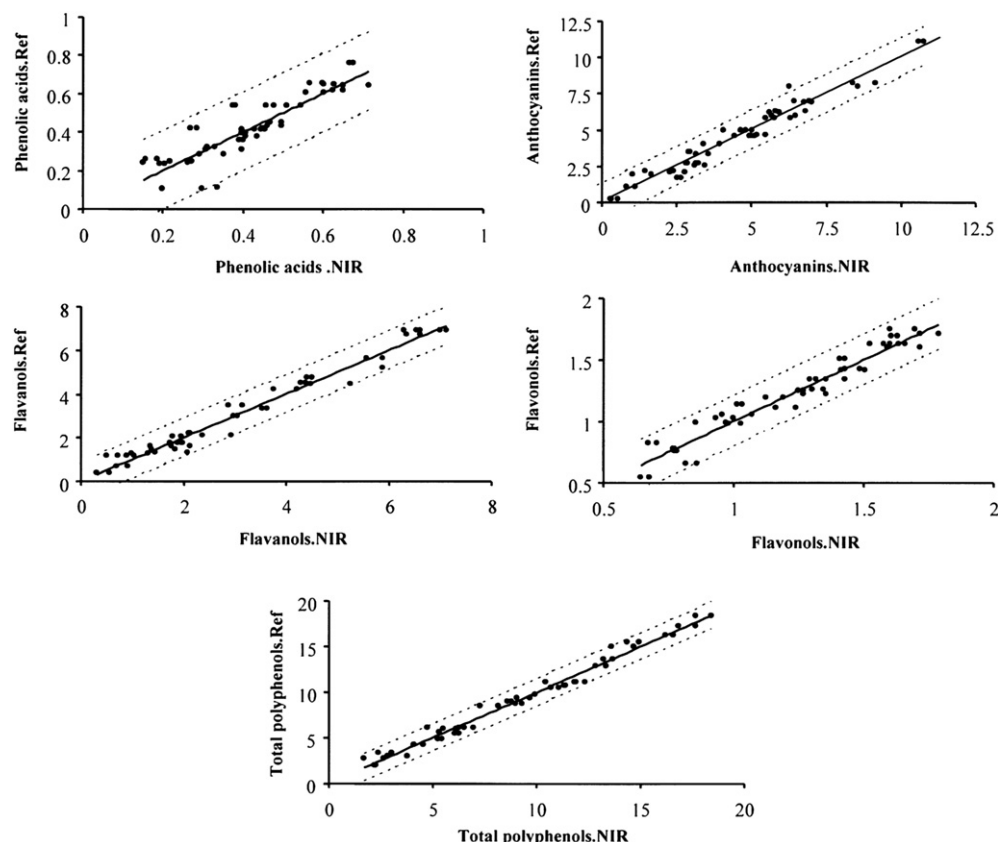 Phenolic acids.Ref
1
0.8
0.6
0.4
0.2
0
0 0.2 0.4 0.6 0.8 1
Phenolic acids .NIR
Anthocyanins.Ref
12.5
10
7.5
5
2.5
0
0 2.5 5 7.5 10 12.5
Anthocyanins.NIR
Flavanols.Ref
8
6
4
2
0
0 2 4 6 8
Flavanols.NIR
Flavonols.Ref
2
1.5
1
0.5
0.5 1 1.5 2
Flavonols.NIR
Total polyphenols.Ref
20
15
10
5
0
0 5 10 15 20
Total polyphenols.NIR